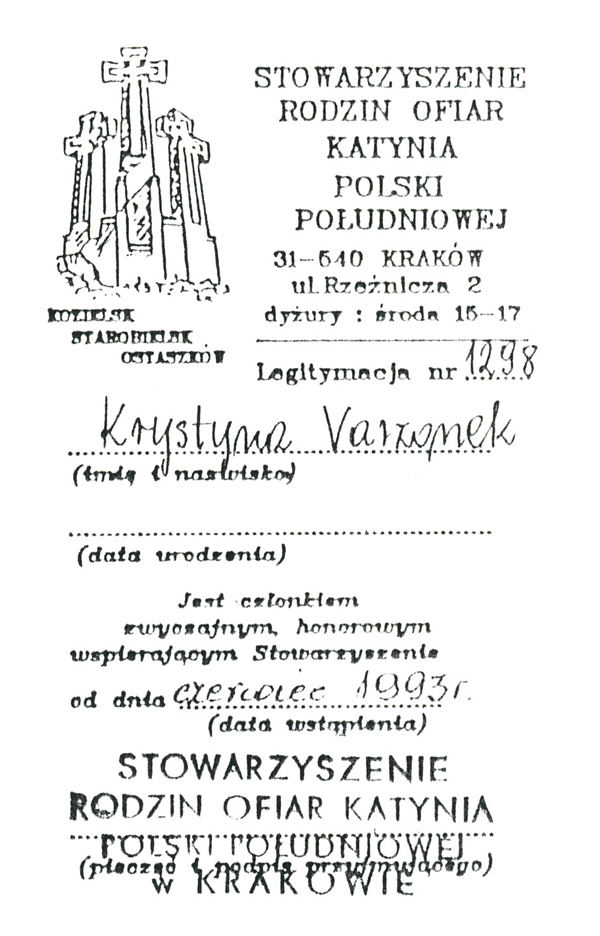 STOWARZYSZENIE
RODZIN OFIAR
KATYNIA
POLSKI
POŁUDNIOWEJ
31-540 KRAKÓW
ul.Rzeźnicza 2
dyżury : środa 15-17
KOZIELSK
STAROBIELSK
OSTASZKÓW
Legitymacja nr 1298
Krystyna Varzonek
(imię i nazwisko)
(data urodzenia)
Jest członkiem
zwyczajnym, honorowym
wspierającym Stowarzyszenie
od dnia czerwiec 1993r.
(data wstąpienia)
STOWARZYSZENIE
RODZIN OFIAR KATYNIA
POLSKI POŁUDNIOWEJ
(pieczęć i podpis przyjmującego)
w KRAKOWIE